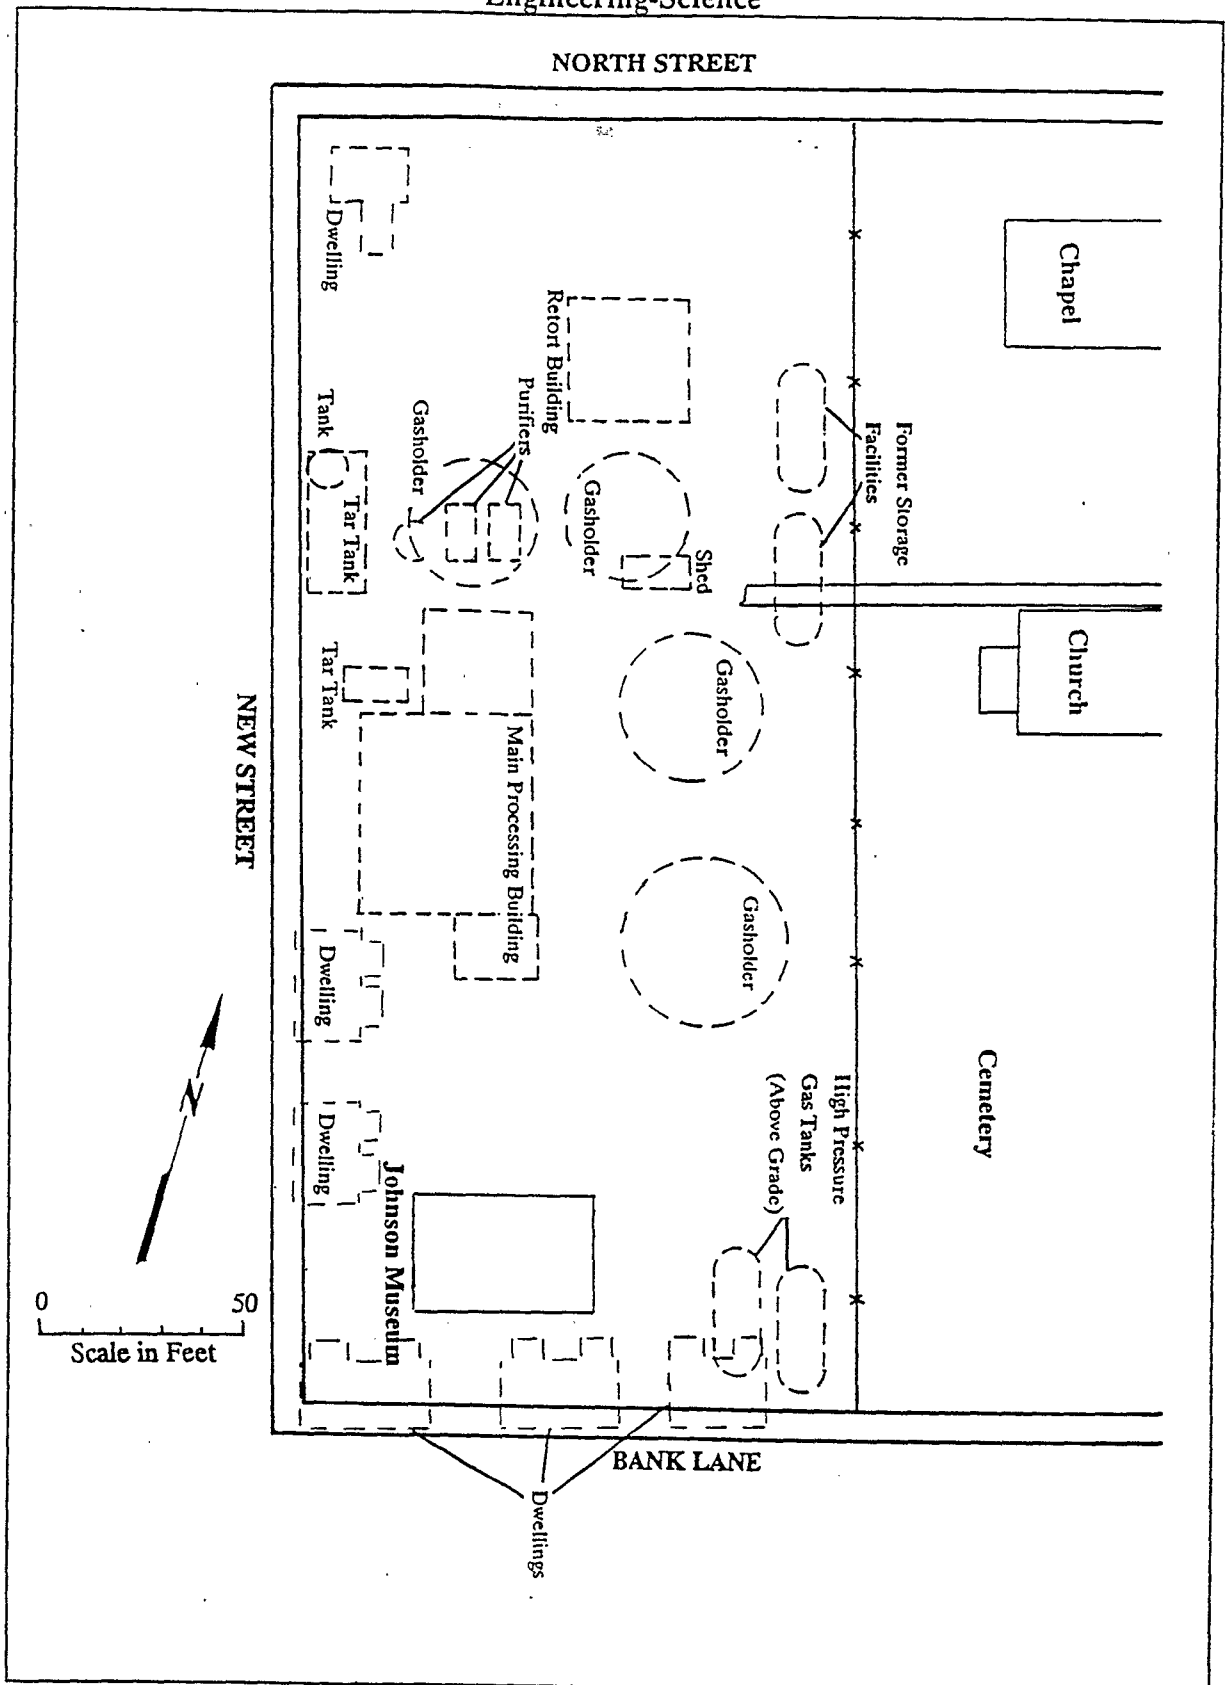 Engineering-Science
NORTH STREET
Chapel
Dwelling
Retort Building
Purifiers
Gasholder
Tank
Tar Tank
Gasholder
Shed
Former Storage
Facilities
Church
Tar Tank
Gasholder
Main Processing Building
NEW STREET
Gasholder
Dwelling
Cemetery
High Pressure
Gas Tanks
(Above Grade)
Dwelling
Johnson Museum
N
0 50
Scale in Feet
BANK LANE
Dwellings